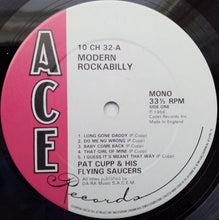 10 CH 32-A
MODERN
ROCKABILLY
ACE
Records
MONO
33⅓ RPM
SIDE ONE
Ⓟ 1956
Cadet Records Inc.
Made in England
1 LONG GONE DADDY (P. Cupp)
2 DO ME NO WRONG (P. Cupp)
3 BABY COME BACK (P. Cupp)
4 THAT GIRL OF MINE (P. Cupp)
5 I GUESS IT'S MEANT THAT WAY (P. Cupp)
PAT CUPP & HIS
FLYING SAUCERS
All titles published by
DA-RA Music S.A.C.E.M.